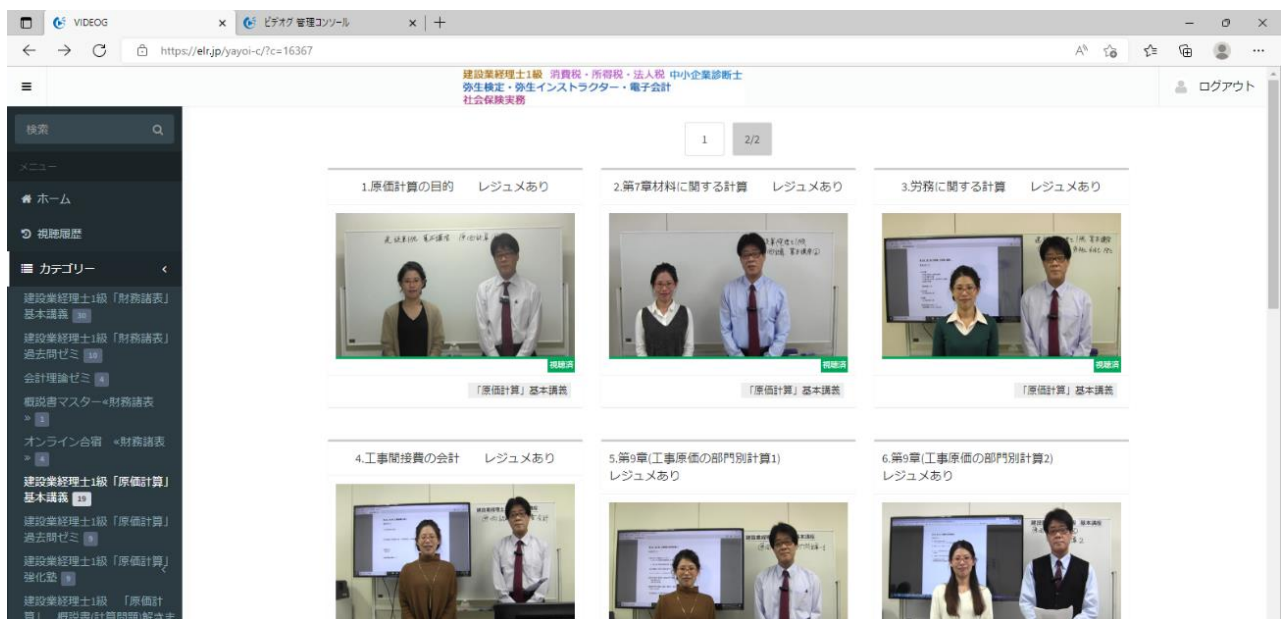 VIDEOG
ビデオグ 管理コンソール
https://elr.jp/yayoi-c/?c=16367
建設業経理士1級 消費税・所得税・法人税 中小企業診断士
弥生検定・弥生インストラクター・電子会計
社会保険実務
ログアウト
検索
メニュー
ホーム
視聴履歴
カテゴリー
建設業経理士1級「財務諸表」
基本講義 30
建設業経理士1級「財務諸表」
過去問ゼミ 10
会計理論ゼミ 4
概説書マスター≪財務諸表
≫ 1
オンライン合宿 ≪財務諸表
≫ 4
建設業経理士1級「原価計算」
基本講義 19
建設業経理士1級「原価計算」
過去問ゼミ 9
建設業経理士1級「原価計算」
強化塾 9
建設業経理士1級 「原価計
算」 概説書(計算問題)解きま
1 2/2
1.原価計算の目的 レジュメあり
2.第7章材料に関する計算 レジュメあり
3.労務に関する計算 レジュメあり
視聴済
視聴済
視聴済
「原価計算」基本講義
「原価計算」基本講義
「原価計算」基本講義
4.工事間接費の会計 レジュメあり
5.第9章(工事原価の部門別計算1)
レジュメあり
6.第9章(工事原価の部門別計算2)
レジュメあり